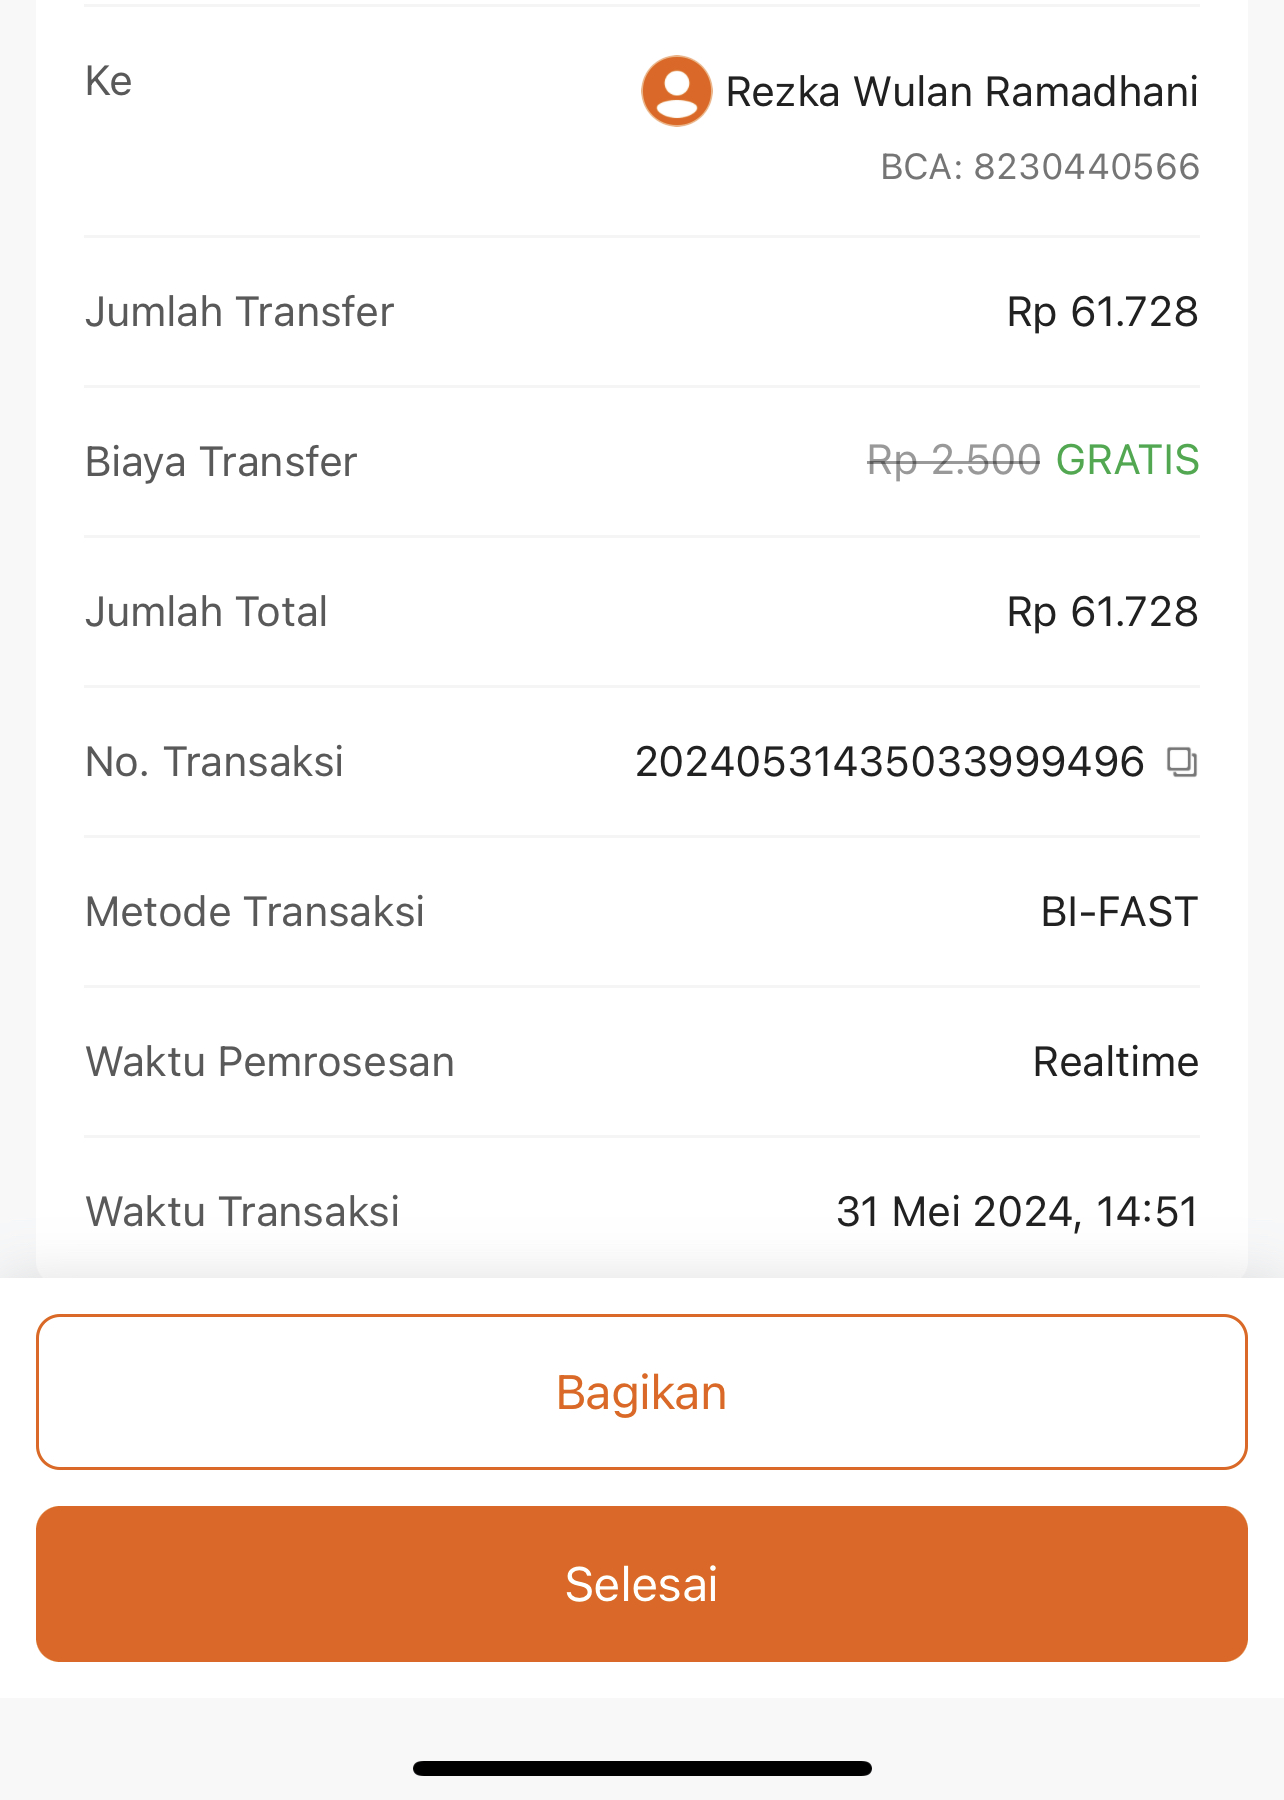 Ke
Rezka Wulan Ramadhani
BCA: 8230440566
Jumlah Transfer Rp 61.728
Biaya Transfer Rp 2.500 GRATIS
Jumlah Total Rp 61.728
No. Transaksi 20240531435033999496
Metode Transaksi BI-FAST
Waktu Pemrosesan Realtime
Waktu Transaksi 31 Mei 2024, 14:51
Bagikan
Selesai